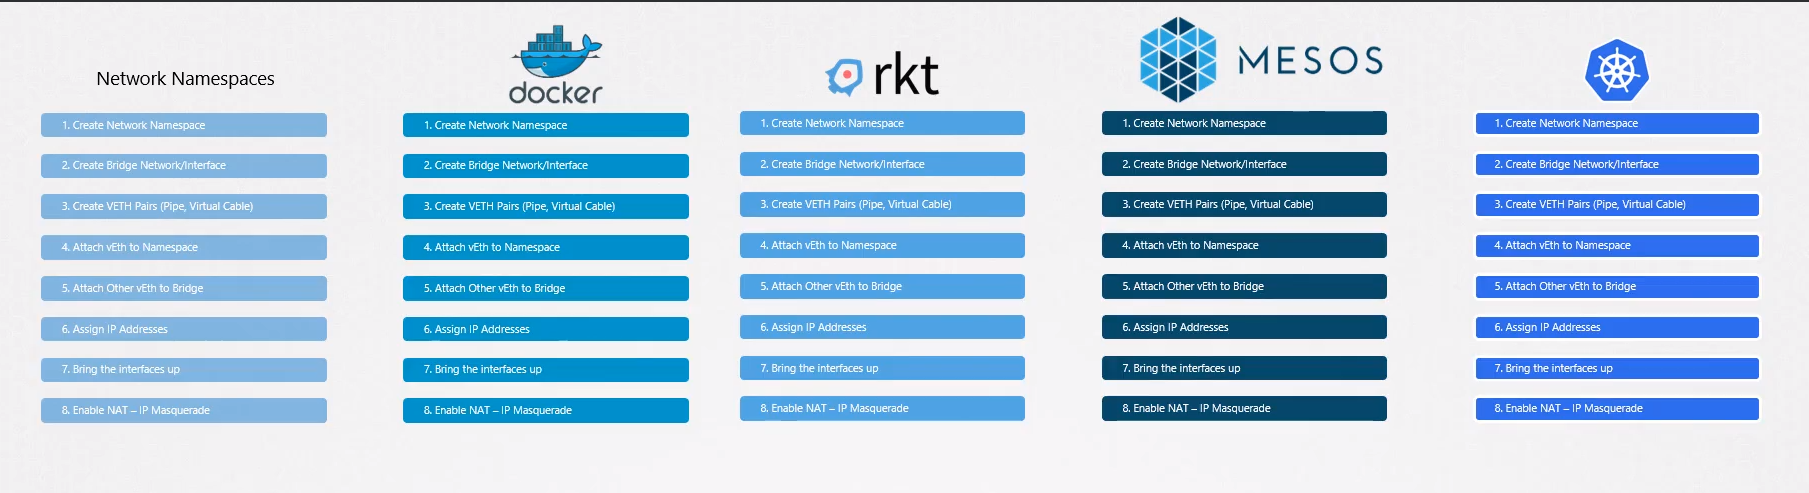 Network Namespaces
1. Create Network Namespace
2. Create Bridge Network/Interface
3. Create VETH Pairs (Pipe, Virtual Cable)
4. Attach vEth to Namespace
5. Attach Other vEth to Bridge
6. Assign IP Addresses
7. Bring the interfaces up
8. Enable NAT – IP Masquerade
docker
1. Create Network Namespace
2. Create Bridge Network/Interface
3. Create VETH Pairs (Pipe, Virtual Cable)
4. Attach vEth to Namespace
5. Attach Other vEth to Bridge
6. Assign IP Addresses
7. Bring the interfaces up
8. Enable NAT – IP Masquerade
rkt
1. Create Network Namespace
2. Create Bridge Network/Interface
3. Create VETH Pairs (Pipe, Virtual Cable)
4. Attach vEth to Namespace
5. Attach Other vEth to Bridge
6. Assign IP Addresses
7. Bring the interfaces up
8. Enable NAT – IP Masquerade
MESOS
1. Create Network Namespace
2. Create Bridge Network/Interface
3. Create VETH Pairs (Pipe, Virtual Cable)
4. Attach vEth to Namespace
5. Attach Other vEth to Bridge
6. Assign IP Addresses
7. Bring the interfaces up
8. Enable NAT – IP Masquerade
1. Create Network Namespace
2. Create Bridge Network/Interface
3. Create VETH Pairs (Pipe, Virtual Cable)
4. Attach vEth to Namespace
5. Attach Other vEth to Bridge
6. Assign IP Addresses
7. Bring the interfaces up
8. Enable NAT – IP Masquerade